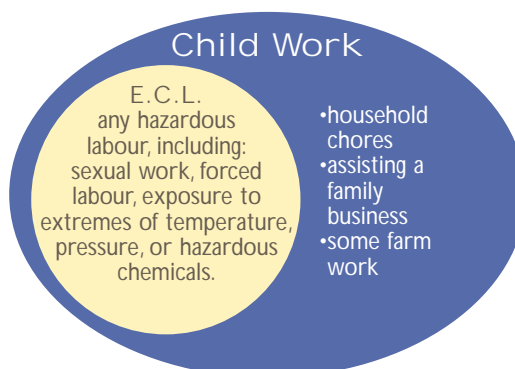 Child Work
E.C.L.
any hazardous
labour, including:
sexual work, forced
labour, exposure to
extremes of temperature,
pressure, or hazardous
chemicals.
•household
chores
•assisting a
family
business
•some farm
work